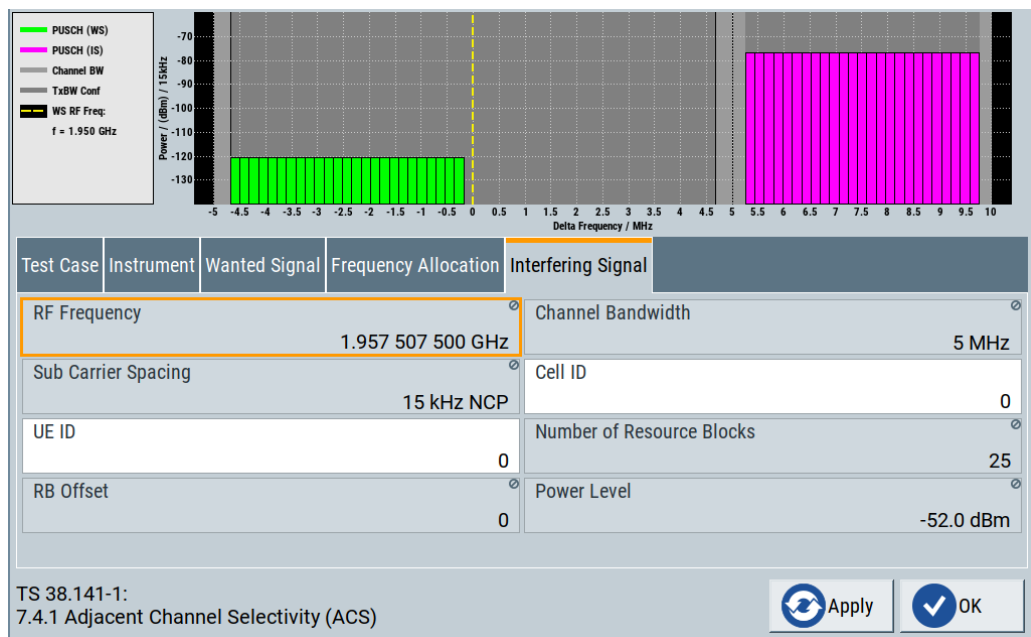 PUSCH (WS)
PUSCH (IS)
Channel BW
TxBW Conf
WS RF Freq:
f = 1.950 GHz
Power / (dBm) / 15kHz
-70
-80
-90
-100
-110
-120
-130
-5 -4.5 -4 -3.5 -3 -2.5 -2 -1.5 -1 -0.5 0 0.5 1 1.5 2 2.5 3 3.5 4 4.5 5 5.5 6 6.5 7 7.5 8 8.5 9 9.5 10
Delta Frequency / MHz
Test Case Instrument Wanted Signal Frequency Allocation Interfering Signal
RF Frequency
1.957 507 500 GHz
Channel Bandwidth
5 MHz
Sub Carrier Spacing
15 kHz NCP
Cell ID
0
UE ID
0
Number of Resource Blocks
25
RB Offset
0
Power Level
-52.0 dBm
TS 38.141-1:
7.4.1 Adjacent Channel Selectivity (ACS)
Apply
OK